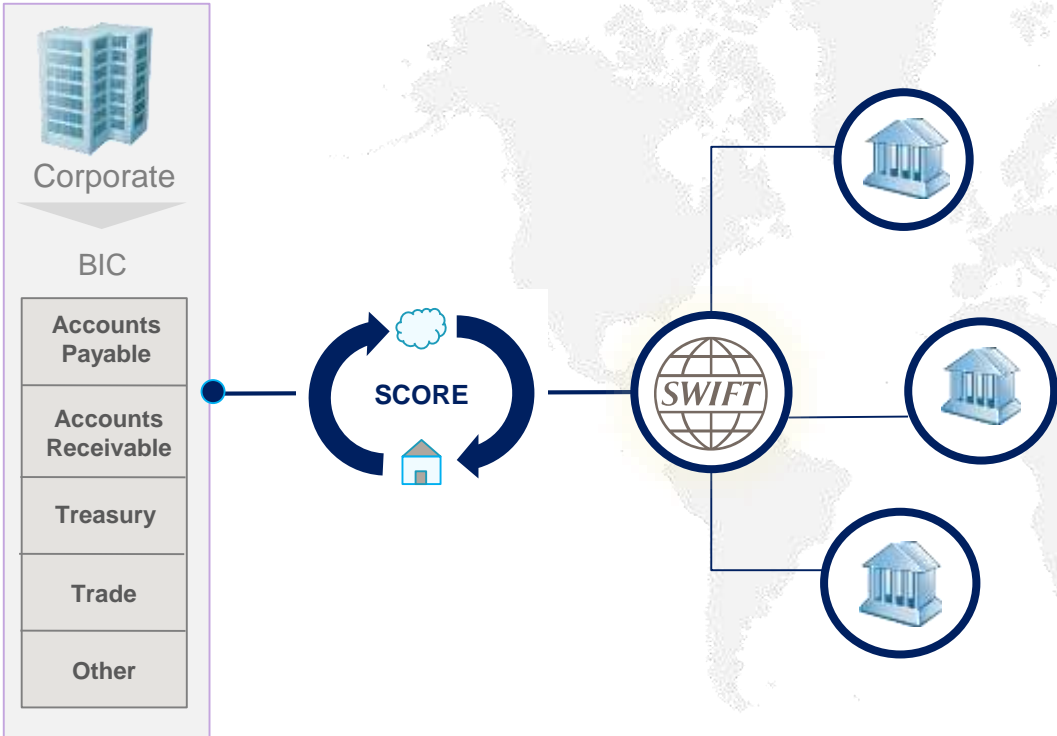 Corporate
BIC
Accounts
Payable
Accounts
Receivable
Treasury
Trade
Other
SCORE
SWIFT